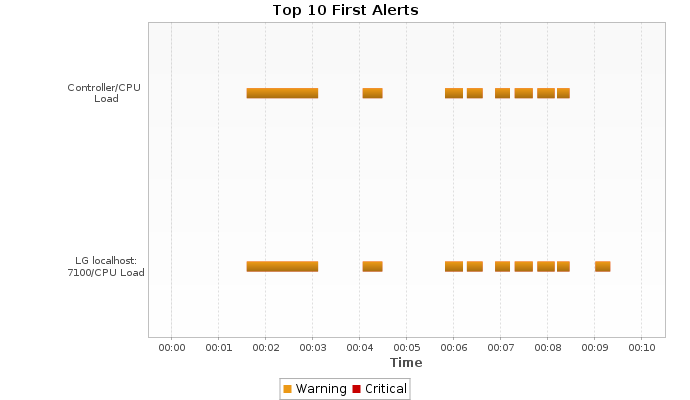 Top 10 First Alerts
Controller/CPU
Load
LG localhost:
7100/CPU Load
00:00 00:01 00:02 00:03 00:04 00:05 00:06 00:07 00:08 00:09 00:10
Time
Warning Critical